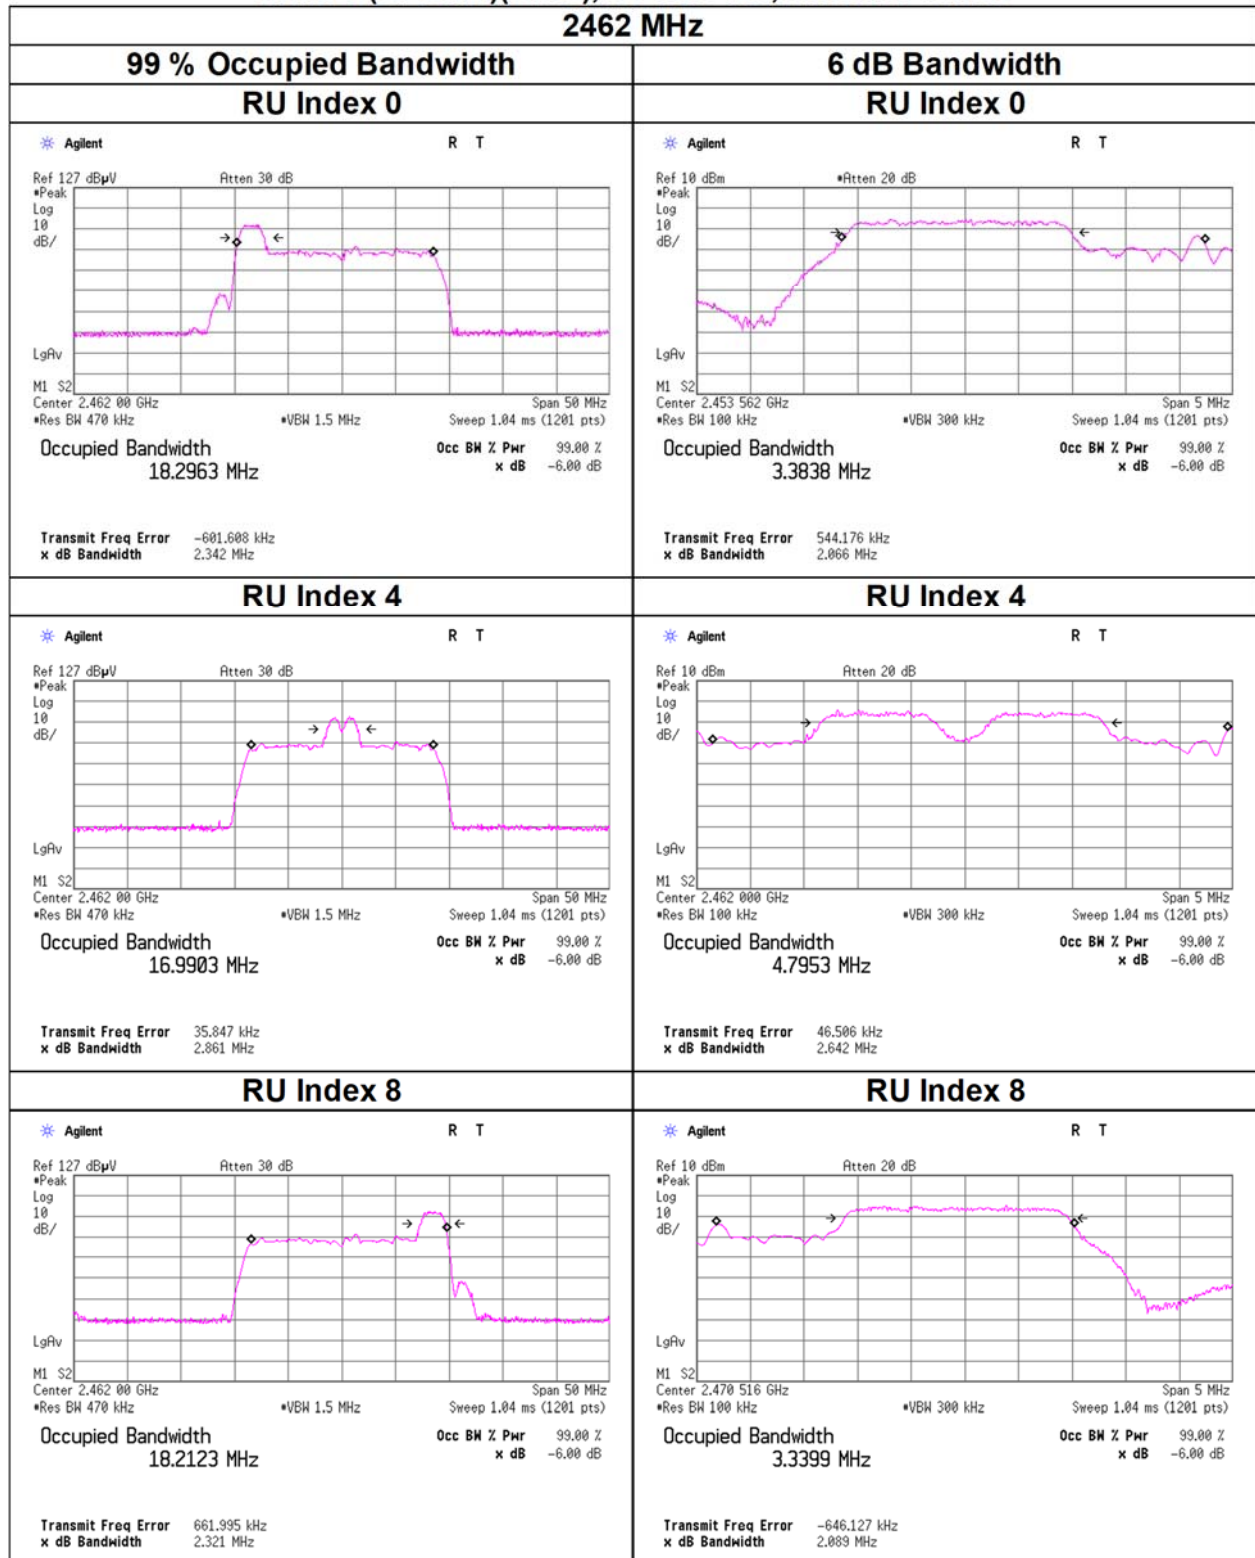 2462 MHz
99 % Occupied Bandwidth
6 dB Bandwidth
RU Index 0
RU Index 0
Agilent R T
Ref 127 dBµV Atten 30 dB
*Peak
Log
10
dB/
LgAv
M1 S2
Center 2.462 00 GHz Span 50 MHz
*Res BW 470 kHz *VBW 1.5 MHz Sweep 1.04 ms (1201 pts)
Occupied Bandwidth Occ BW % Pwr 99.00 %
18.2963 MHz x dB -6.00 dB
Transmit Freq Error -601.608 kHz
x dB Bandwidth 2.342 MHz
Agilent R T
Ref 10 dBm *Atten 20 dB
*Peak
Log
10
dB/
LgAv
M1 S2
Center 2.453 562 GHz Span 5 MHz
*Res BW 100 kHz *VBW 300 kHz Sweep 1.04 ms (1201 pts)
Occupied Bandwidth Occ BW % Pwr 99.00 %
3.3838 MHz x dB -6.00 dB
Transmit Freq Error 544.176 kHz
x dB Bandwidth 2.066 MHz
RU Index 4
RU Index 4
Agilent R T
Ref 127 dBµV Atten 30 dB
*Peak
Log
10
dB/
LgAv
M1 S2
Center 2.462 00 GHz Span 50 MHz
*Res BW 470 kHz *VBW 1.5 MHz Sweep 1.04 ms (1201 pts)
Occupied Bandwidth Occ BW % Pwr 99.00 %
16.9903 MHz x dB -6.00 dB
Transmit Freq Error 35.847 kHz
x dB Bandwidth 2.861 MHz
Agilent R T
Ref 10 dBm Atten 20 dB
*Peak
Log
10
dB/
LgAv
M1 S2
Center 2.462 000 GHz Span 5 MHz
*Res BW 100 kHz *VBW 300 kHz Sweep 1.04 ms (1201 pts)
Occupied Bandwidth Occ BW % Pwr 99.00 %
4.7953 MHz x dB -6.00 dB
Transmit Freq Error 46.506 kHz
x dB Bandwidth 2.642 MHz
RU Index 8
RU Index 8
Agilent R T
Ref 127 dBµV Atten 30 dB
*Peak
Log
10
dB/
LgAv
M1 S2
Center 2.462 00 GHz Span 50 MHz
*Res BW 470 kHz *VBW 1.5 MHz Sweep 1.04 ms (1201 pts)
Occupied Bandwidth Occ BW % Pwr 99.00 %
18.2123 MHz x dB -6.00 dB
Transmit Freq Error 661.995 kHz
x dB Bandwidth 2.321 MHz
Agilent R T
Ref 10 dBm Atten 20 dB
*Peak
Log
10
dB/
LgAv
M1 S2
Center 2.470 516 GHz Span 5 MHz
*Res BW 100 kHz *VBW 300 kHz Sweep 1.04 ms (1201 pts)
Occupied Bandwidth Occ BW % Pwr 99.00 %
3.3399 MHz x dB -6.00 dB
Transmit Freq Error -646.127 kHz
x dB Bandwidth 2.089 MHz